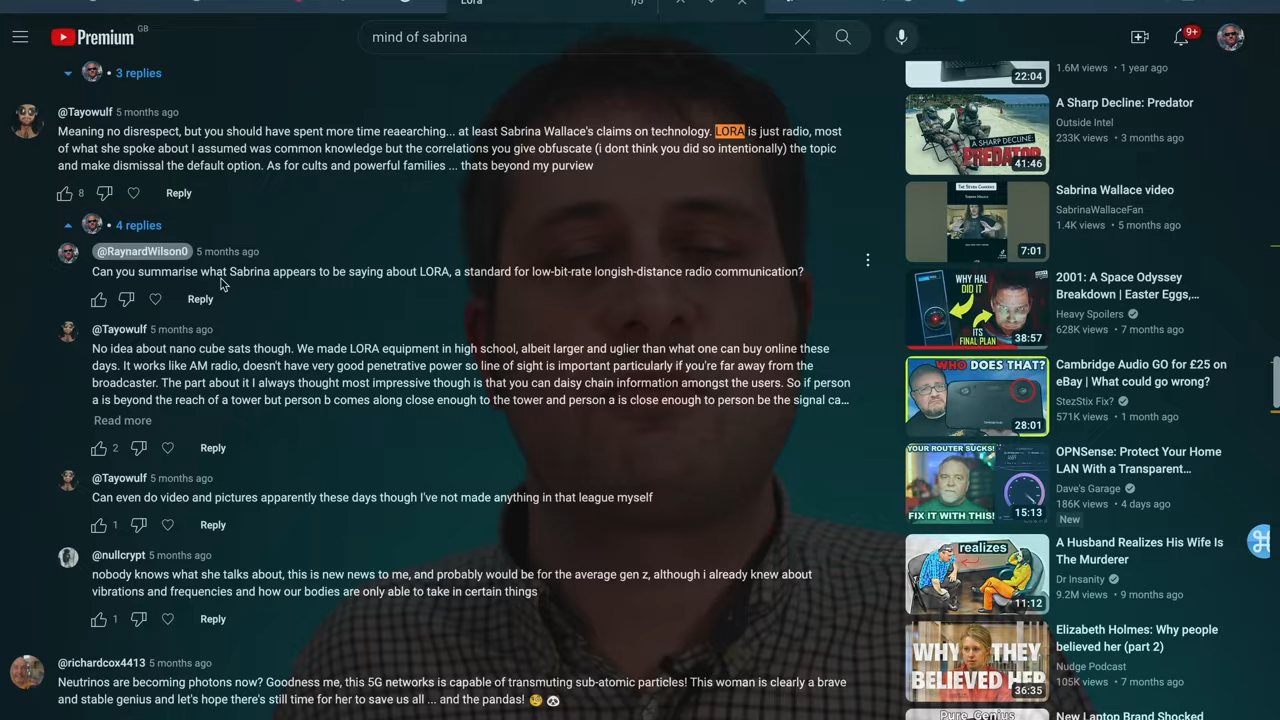 Lora
1/5
Premium GB
mind of sabrina
9+
3 replies
@Tayowulf 5 months ago
Meaning no disrespect, but you should have spent more time reaearching... at least Sabrina Wallace's claims on technology. LORA is just radio, most
of what she spoke about I assumed was common knowledge but the correlations you give obfuscate (i dont think you did so intentionally) the topic
and make dismissal the default option. As for cults and powerful families ... thats beyond my purview
8
Reply
4 replies
@RaynardWilson0 5 months ago
Can you summarise what Sabrina appears to be saying about LORA, a standard for low-bit-rate longish-distance radio communication?
Reply
@Tayowulf 5 months ago
No idea about nano cube sats though. We made LORA equipment in high school, albeit larger and uglier than what one can buy online these
days. It works like AM radio, doesn't have very good penetrative power so line of sight is important particularly if you're far away from the
broadcaster. The part about it I always thought most impressive though is that you can daisy chain information amongst the users. So if person
a is beyond the reach of a tower but person b comes along close enough to the tower and person a is close enough to person be the signal ca...
Read more
2
Reply
@Tayowulf 5 months ago
Can even do video and pictures apparently these days though I've not made anything in that league myself
1
Reply
@nullcrypt 5 months ago
nobody knows what she talks about, this is new news to me, and probably would be for the average gen z, although i already knew about
vibrations and frequencies and how our bodies are only able to take in certain things
1
Reply
@richardcox4413 5 months ago
Neutrinos are becoming photons now? Goodness me, this 5G networks is capable of transmuting sub-atomic particles! This woman is clearly a brave
and stable genius and let's hope there's still time for her to save us all ... and the pandas! 🧐 🐼
22:04
1.6M views • 1 year ago
PREDATOR
41:46
A Sharp Decline: Predator
Outside Intel
233K views • 3 months ago
7:01
Sabrina Wallace video
SabrinaWallaceFan
1.4K views • 5 months ago
WHY HAL
DID IT
ITS
FINAL PLAN
38:57
2001: A Space Odyssey
Breakdown | Easter Eggs,...
Heavy Spoilers
628K views • 7 months ago
WHO DOES THAT?
28:01
Cambridge Audio GO for £25 on
eBay | What could go wrong?
StezStix Fix?
571K views • 1 month ago
YOUR ROUTER SUCKS!
FIX IT WITH THIS!
15:13
OPNSense: Protect Your Home
LAN With a Transparent...
Dave's Garage
186K views • 4 days ago
New
realizes
11:12
A Husband Realizes His Wife Is
The Murderer
Dr Insanity
9.2M views • 9 months ago
WHY THEY
BELIEVED HER
36:35
Elizabeth Holmes: Why people
believed her (part 2)
Nudge Podcast
105K views • 7 months ago
Pure Genius
New Laptop Brand Shocked